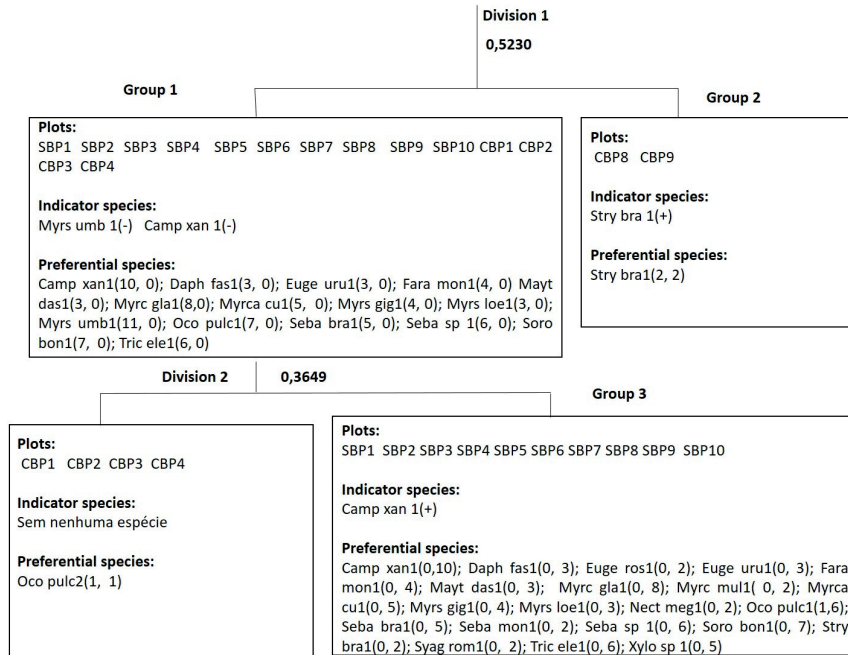 Division 1
0,5230
Group 1
Group 2
Plots:
SBP1 SBP2 SBP3 SBP4 SBP5 SBP6 SBP7 SBP8 SBP9 SBP10 CBP1 CBP2
CBP3 CBP4
Indicator species:
Myrs umb 1(-) Camp xan 1(-)
Preferential species:
Camp xan1(10, 0); Daph fas1(3, 0); Euge uru1(3, 0); Fara mon1(4, 0) Mayt
das1(3, 0); Myrc gla1(8,0); Myrca cu1(5, 0); Myrs gig1(4, 0); Myrs loe1(3, 0);
Myrs umb1(11, 0); Oco pulc1(7, 0); Seba bra1(5, 0); Seba sp 1(6, 0); Soro
bon1(7, 0); Tric ele1(6, 0)
Plots:
CBP8 CBP9
Indicator species:
Stry bra 1(+)
Preferential species:
Stry bra1(2, 2)
Division 2
0,3649
Group 3
Plots:
CBP1 CBP2 CBP3 CBP4
Indicator species:
Sem nenhuma espécie
Preferential species:
Oco pulc2(1, 1)
Plots:
SBP1 SBP2 SBP3 SBP4 SBP5 SBP6 SBP7 SBP8 SBP9 SBP10
Indicator species:
Camp xan 1(+)
Preferential species:
Camp xan1(0,10); Daph fas1(0, 3); Euge ros1(0, 2); Euge uru1(0, 3); Fara
mon1(0, 4); Mayt das1(0, 3); Myrc gla1(0, 8); Myrc mul1( 0, 2); Myrca
cu1(0, 5); Myrs gig1(0, 4); Myrs loe1(0, 3); Nect meg1(0, 2); Oco pulc1(1,6);
Seba bra1(0, 5); Seba mon1(0, 2); Seba sp 1(0, 6); Soro bon1(0, 7); Stry
bra1(0, 2); Syag rom1(0, 2); Tric ele1(0, 6); Xylo sp 1(0, 5)